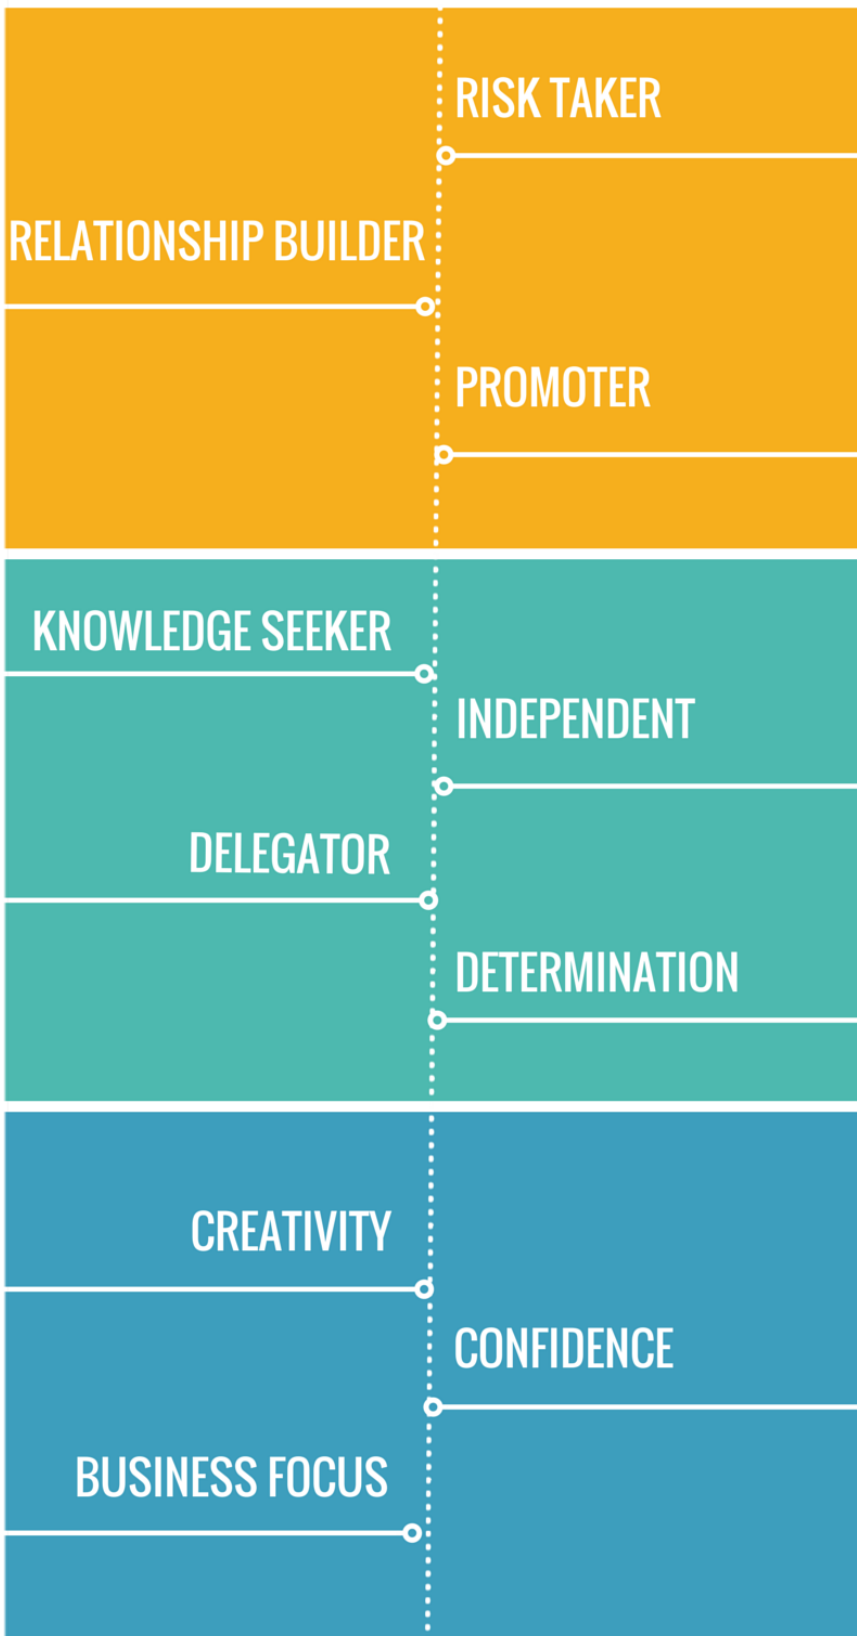 RISK TAKER
RELATIONSHIP BUILDER
PROMOTER
KNOWLEDGE SEEKER
INDEPENDENT
DELEGATOR
DETERMINATION
CREATIVITY
CONFIDENCE
BUSINESS FOCUS